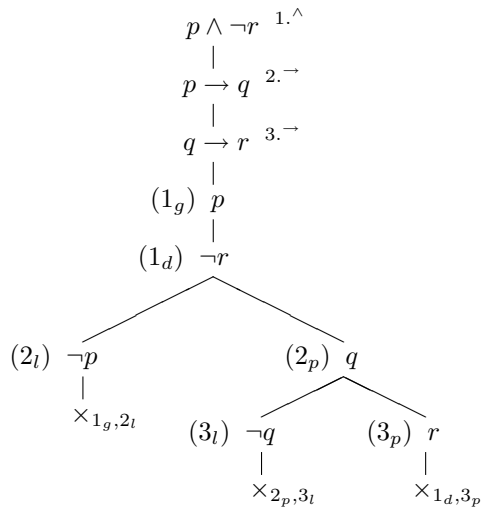 p ∧ ¬r 1.∧
p → q 2.→
q → r 3.→
(1g) p
(1d) ¬r
(2l) ¬p (2p) q
×1g,2l
(3l) ¬q (3p) r
×2p,3l ×1d,3p